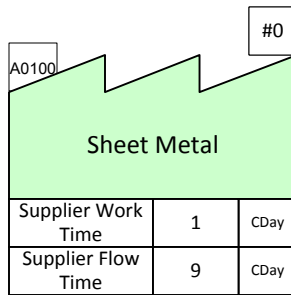 #0
A0100
Sheet Metal
Supplier Work
Time
1
CDay
Supplier Flow
Time
9
CDay